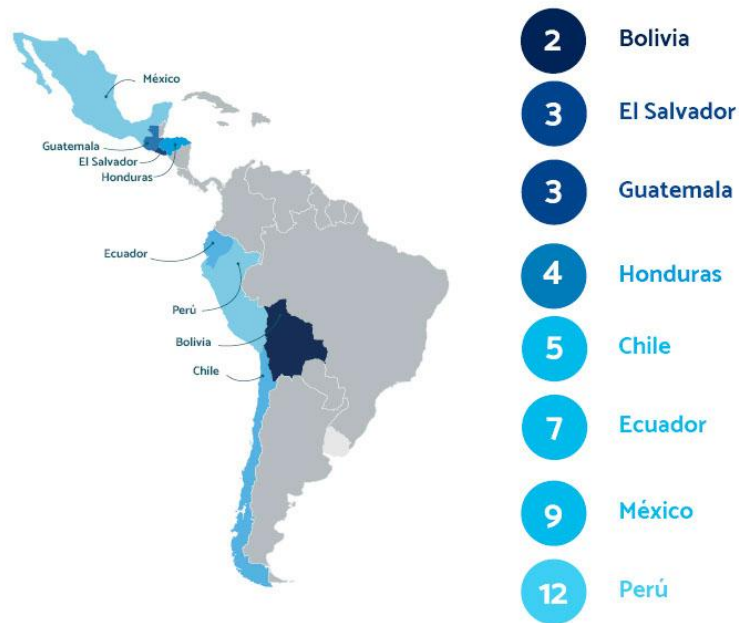 México
Guatemala
El Salvador
Honduras
Ecuador
Perú
Bolivia
Chile
2 Bolivia
3 El Salvador
3 Guatemala
4 Honduras
5 Chile
7 Ecuador
9 México
12 Perú